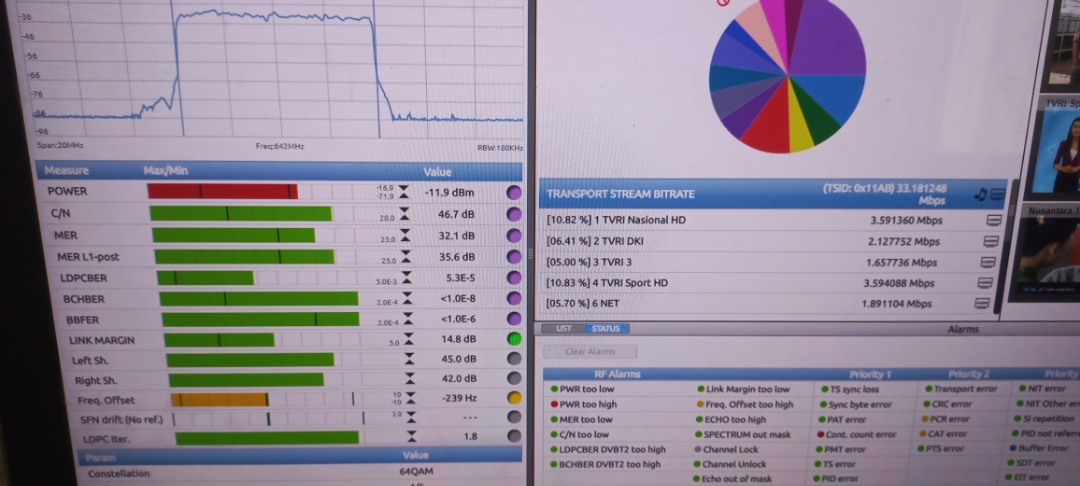 -36
-46
-56
-66
-76
-86
-96
Span:20MHz Freq:642MHz RBW:180KHz
Measure Max/Min Value
POWER -16.9 -71.9 -11.9 dBm
C/N 20.0 46.7 dB
MER 23.0 32.1 dB
MER L1-post 23.0 35.6 dB
LDPCBER 5.0E-3 5.3E-5
BCHBER 2.0E-4 <1.0E-8
BBFER 2.0E-4 <1.0E-6
LINK MARGIN 5.0 14.8 dB
Left Sh. 45.0 dB
Right Sh. 42.0 dB
Freq. Offset 10 -10 -239 Hz
SFN drift (No ref.) 3.0 ---
LDPC Iter. 1.8
Param Value
Constellation 64QAM
TRANSPORT STREAM BITRATE (TSID: 0x11AB) 33.181248 Mbps
[10.82 %] 1 TVRI Nasional HD 3.591360 Mbps
[06.41 %] 2 TVRI DKI 2.127752 Mbps
[05.00 %] 3 TVRI 3 1.657736 Mbps
[10.83 %] 4 TVRI Sport HD 3.594088 Mbps
[05.70 %] 6 NET 1.891104 Mbps
LIST STATUS Alarms
Clear Alarms
RF Alarms Priority 1 Priority 2 Priority
PWR too low Link Margin too low TS sync loss Transport error NIT error
PWR too high Freq. Offset too high Sync byte error CRC error NIT Other
MER too low ECHO too high PAT error PCR error SI repetition
C/N too low SPECTRUM out mask Cont. count error CAT error PID not
LDPCBER DVBT2 too high Channel Lock PMT error PTS error Buffer Error
BCHBER DVBT2 too high Channel Unlock TS error SDT error
Echo out of mask PID error EIT error
TVRI Sp
Nusantara T